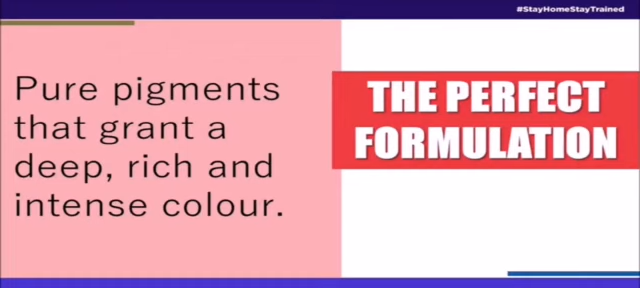 #StayHomeStayTrained
Pure pigments
that grant a
deep, rich and
intense colour.
THE PERFECT
FORMULATION